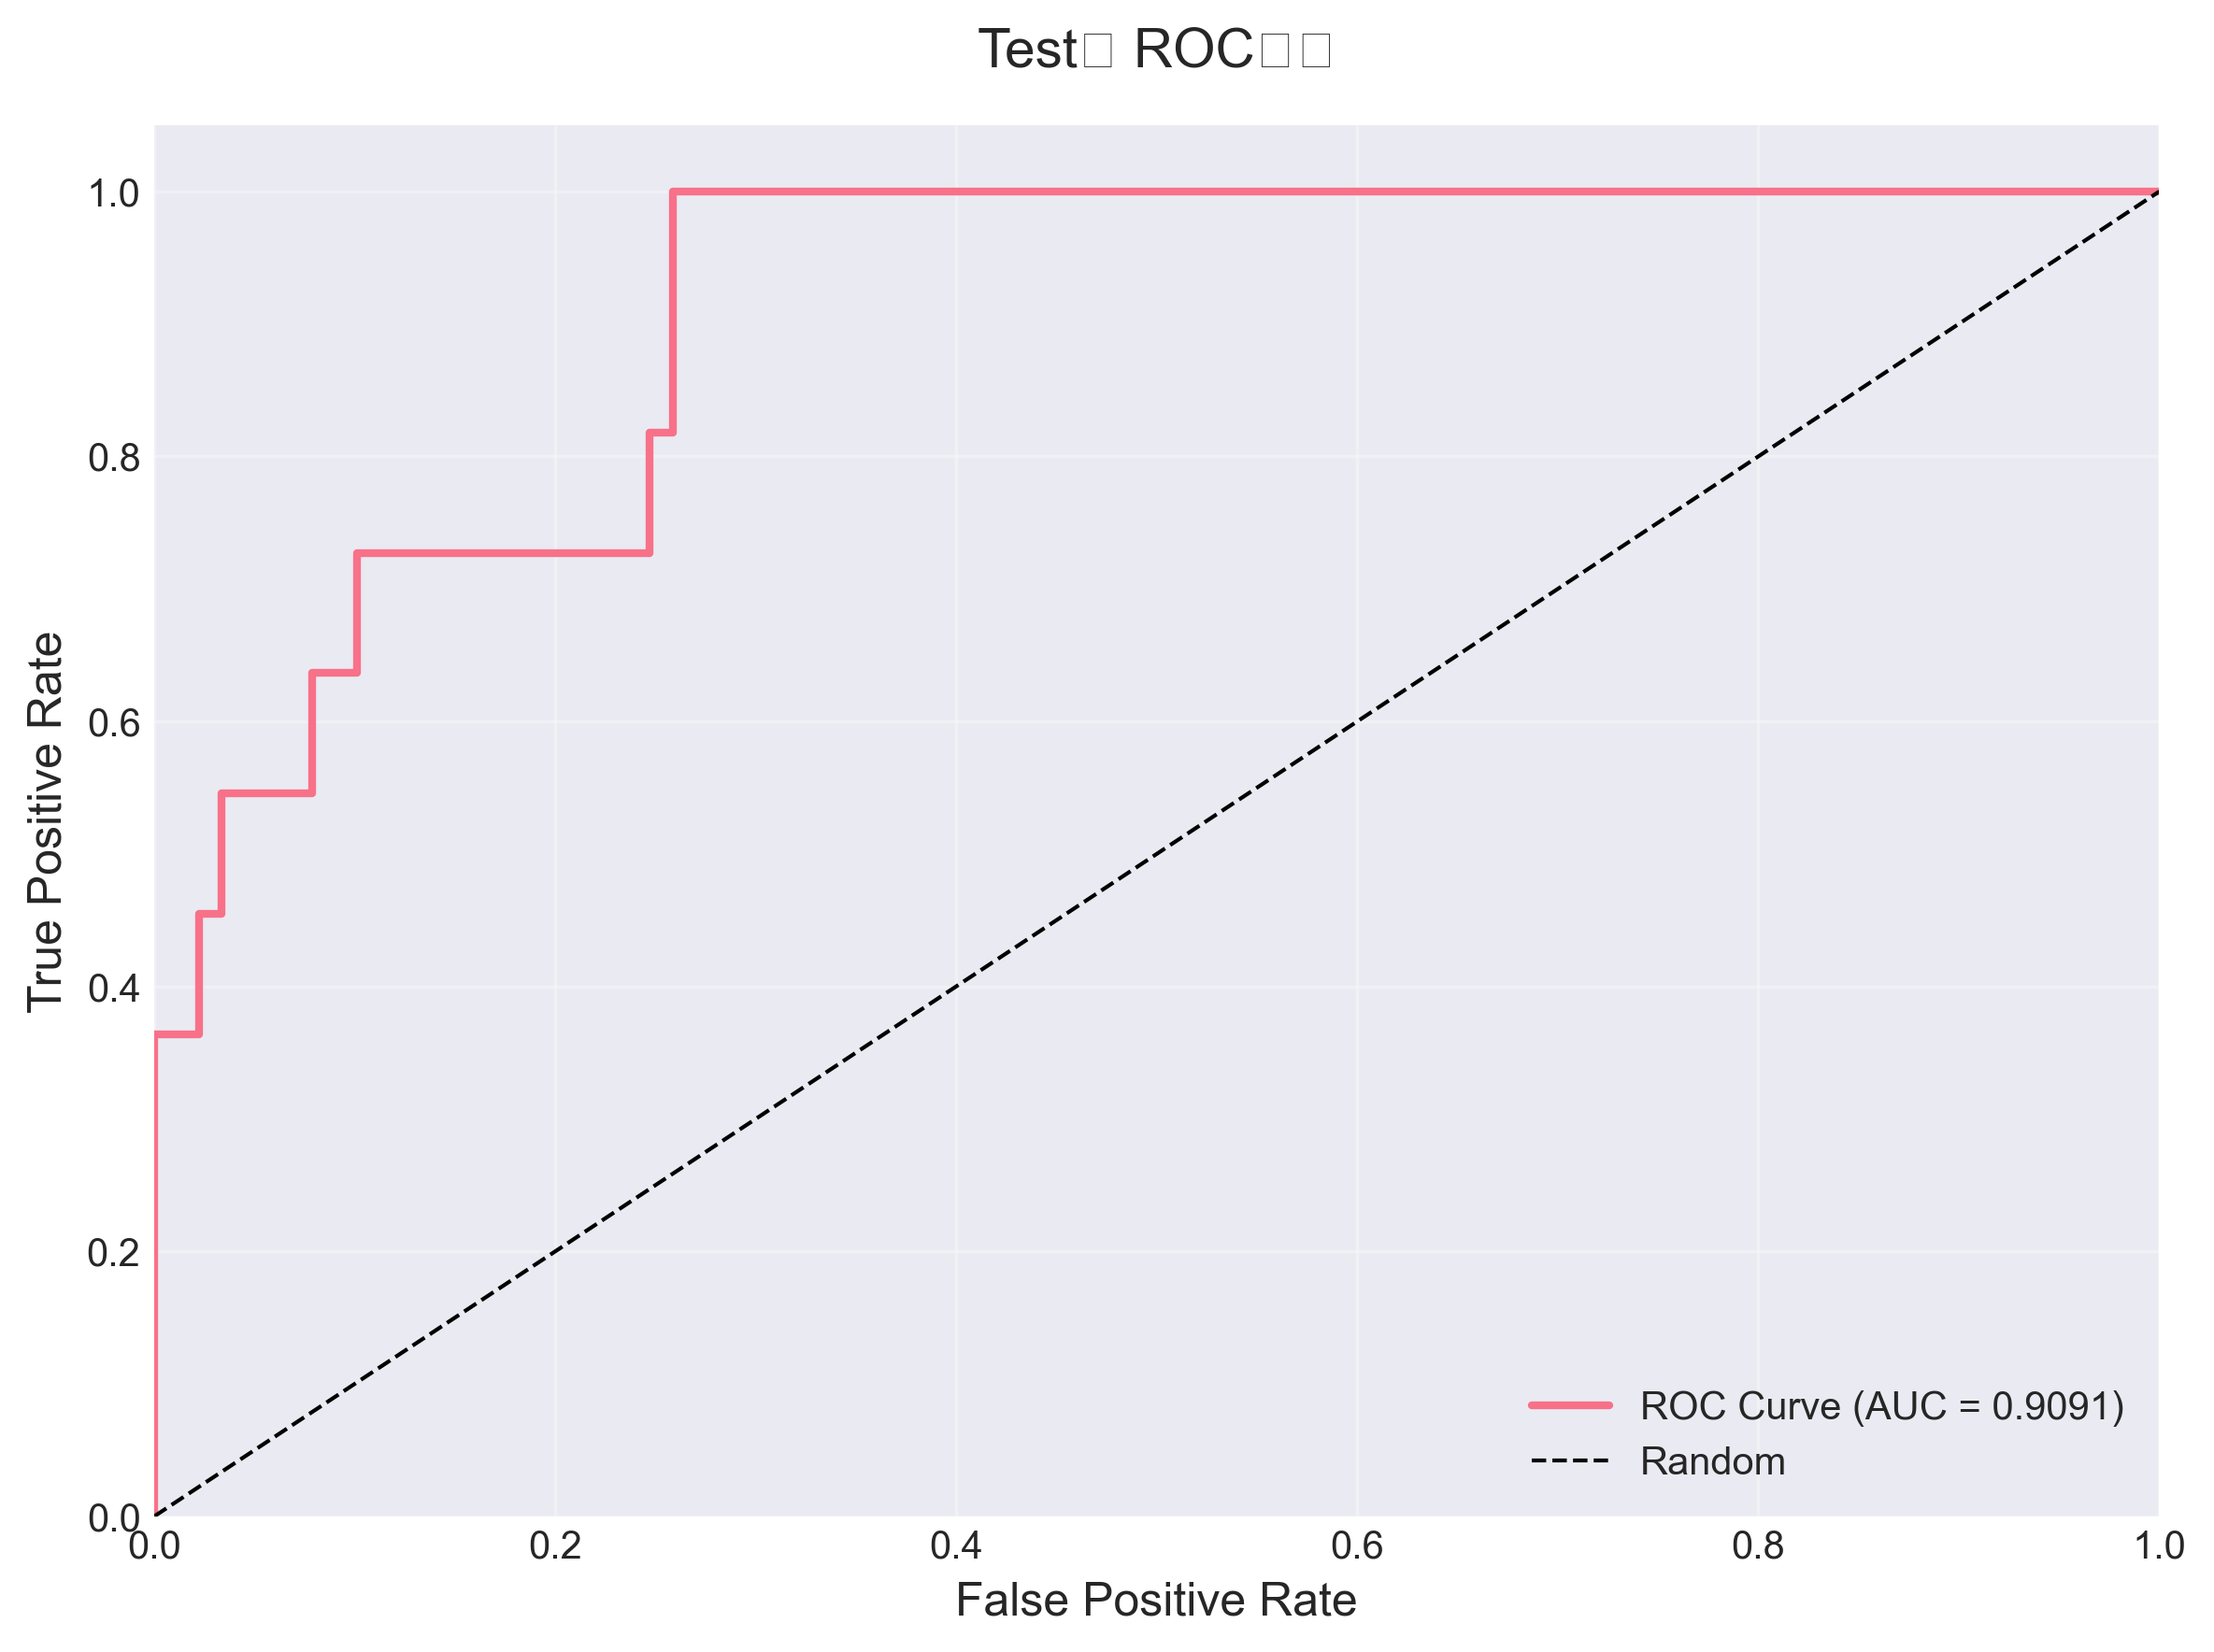 Test□ ROC□□
True Positive Rate
1.0
0.8
0.6
0.4
0.2
0.0
0.0 0.2 0.4 0.6 0.8 1.0
False Positive Rate
ROC Curve (AUC = 0.9091)
Random